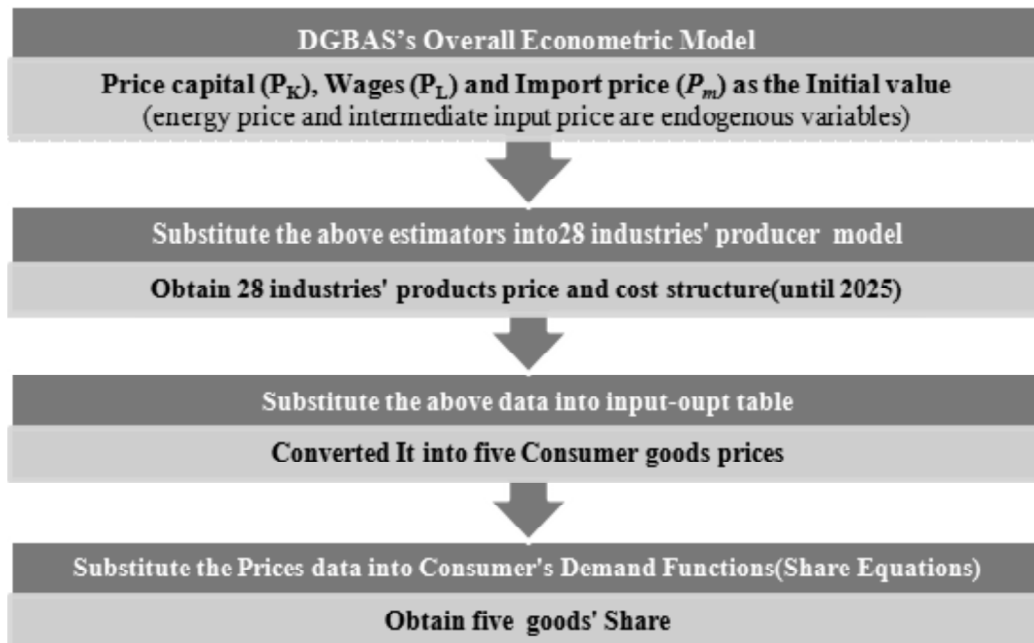 DGBAS's Overall Econometric Model
Price capital (P_K), Wages (P_L) and Import price (P_m) as the Initial value
(energy price and intermediate input price are endogenous variables)
Substitute the above estimators into28 industries' producer model
Obtain 28 industries' products price and cost structure(until 2025)
Substitute the above data into input-oupt table
Converted It into five Consumer goods prices
Substitute the Prices data into Consumer's Demand Functions(Share Equations)
Obtain five goods' Share